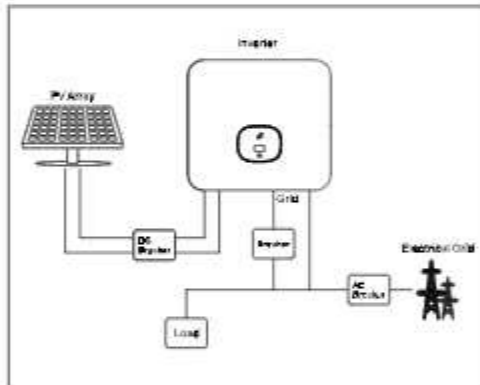 Inverter
PV Array
Grid
DC
Breaker
Breaker
Electrical Grid
AC
Breaker
Load